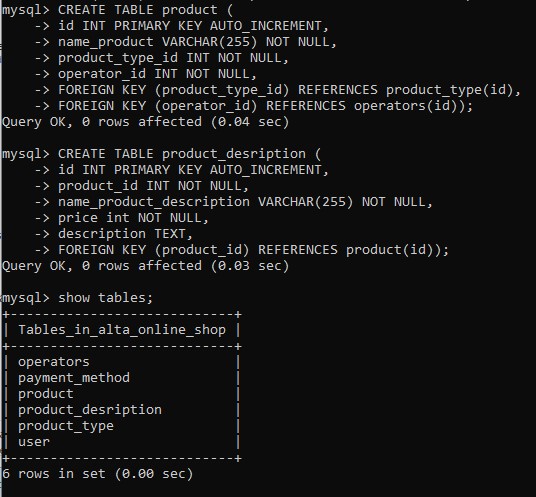 mysql> CREATE TABLE product (
    -> id INT PRIMARY KEY AUTO_INCREMENT,
    -> name_product VARCHAR(255) NOT NULL,
    -> product_type_id INT NOT NULL,
    -> operator_id INT NOT NULL,
    -> FOREIGN KEY (product_type_id) REFERENCES product_type(id),
    -> FOREIGN KEY (operator_id) REFERENCES operators(id));
Query OK, 0 rows affected (0.04 sec)

mysql> CREATE TABLE product_desription (
    -> id INT PRIMARY KEY AUTO_INCREMENT,
    -> product_id INT NOT NULL,
    -> name_product_description VARCHAR(255) NOT NULL,
    -> price int NOT NULL,
    -> description TEXT,
    -> FOREIGN KEY (product_id) REFERENCES product(id));
Query OK, 0 rows affected (0.03 sec)

mysql> show tables;
+----------------------------+
| Tables_in_alta_online_shop |
+----------------------------+
| operators                  |
| payment_method             |
| product                    |
| product_desription         |
| product_type               |
| user                       |
+----------------------------+
6 rows in set (0.00 sec)